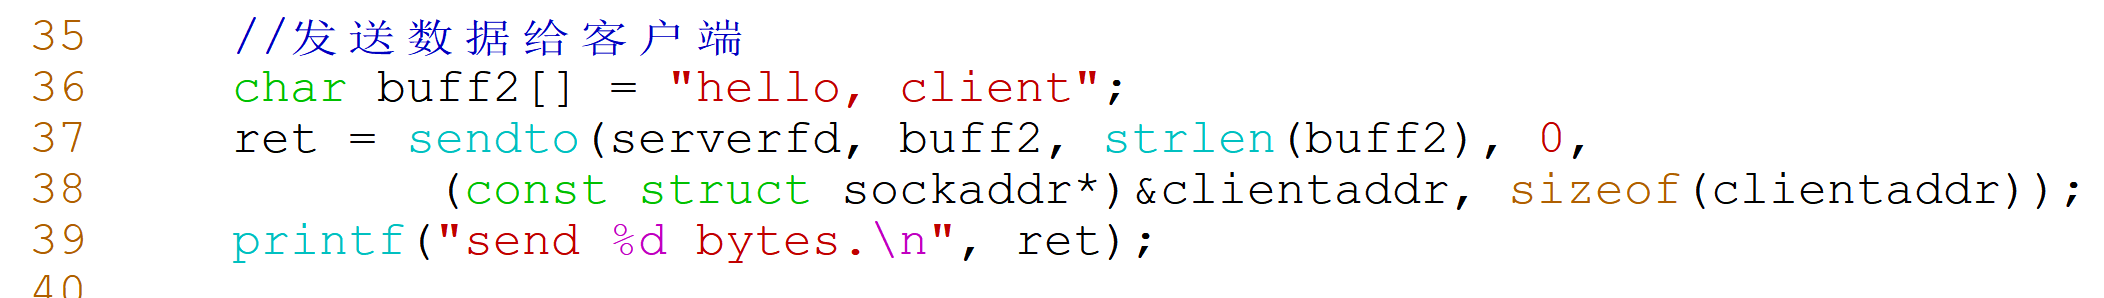 35 //发送数据给客户端
36 char buff2[] = "hello, client";
37 ret = sendto(serverfd, buff2, strlen(buff2), 0,
38 (const struct sockaddr*)&clientaddr, sizeof(clientaddr));
39 printf("send %d bytes.\n", ret);
40